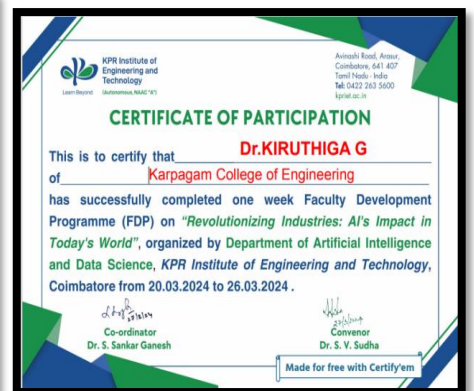 KPR Institute of
Engineering and
Technology
Learn Beyond (Autonomous, NAAC "A")
Avinashi Road, Arasur,
Coimbatore, 641 407
Tamil Nadu - India
Tel: 0422 263 5600
kpriet.ac.in
CERTIFICATE OF PARTICIPATION
This is to certify that Dr.KIRUTHIGA G
of Karpagam College of Engineering
has successfully completed one week Faculty Development
Programme (FDP) on "Revolutionizing Industries: AI's Impact in
Today's World", organized by Department of Artificial Intelligence
and Data Science, KPR Institute of Engineering and Technology,
Coimbatore from 20.03.2024 to 26.03.2024 .
Co-ordinator
Dr. S. Sankar Ganesh
Convenor
Dr. S. V. Sudha
Made for free with Certify'em